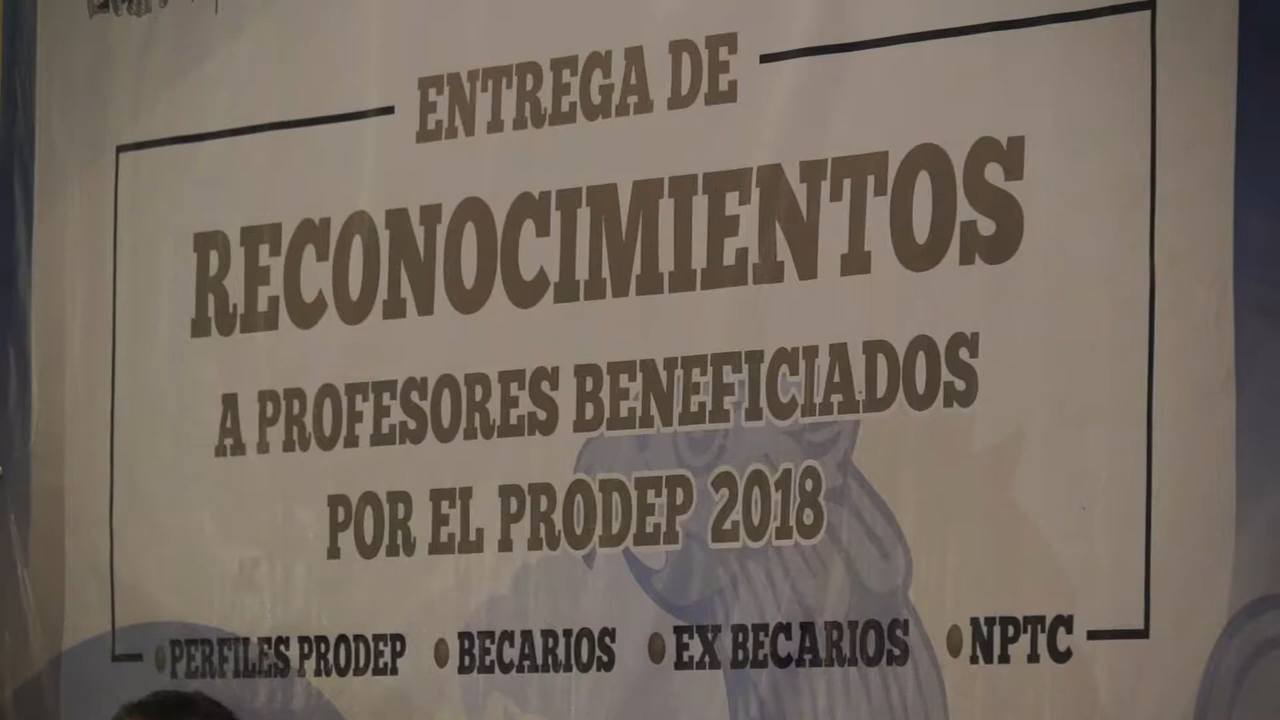 ENTREGA DE
RECONOCIMIENTOS
A PROFESORES BENEFICIADOS
POR EL PRODEP 2018
•PERFILES PRODEP •BECARIOS •EX BECARIOS •NPTC